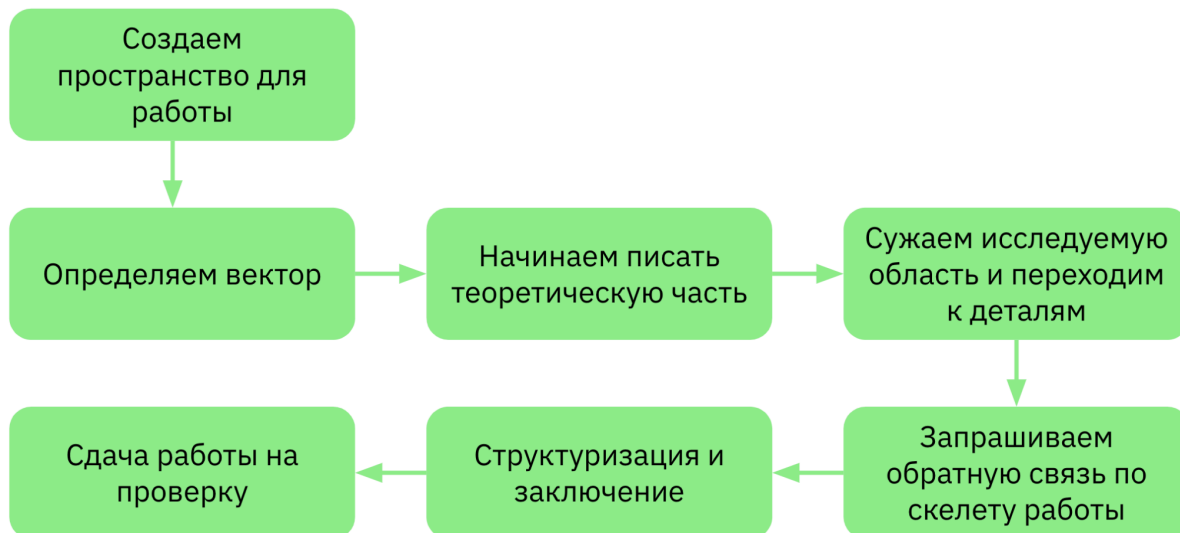 Создаем
пространство для
работы
Определяем вектор
Начинаем писать
теоретическую часть
Сужаем исследуемую
область и переходим
к деталям
Запрашиваем
обратную связь по
скелету работы
Структуризация и
заключение
Сдача работы на
проверку